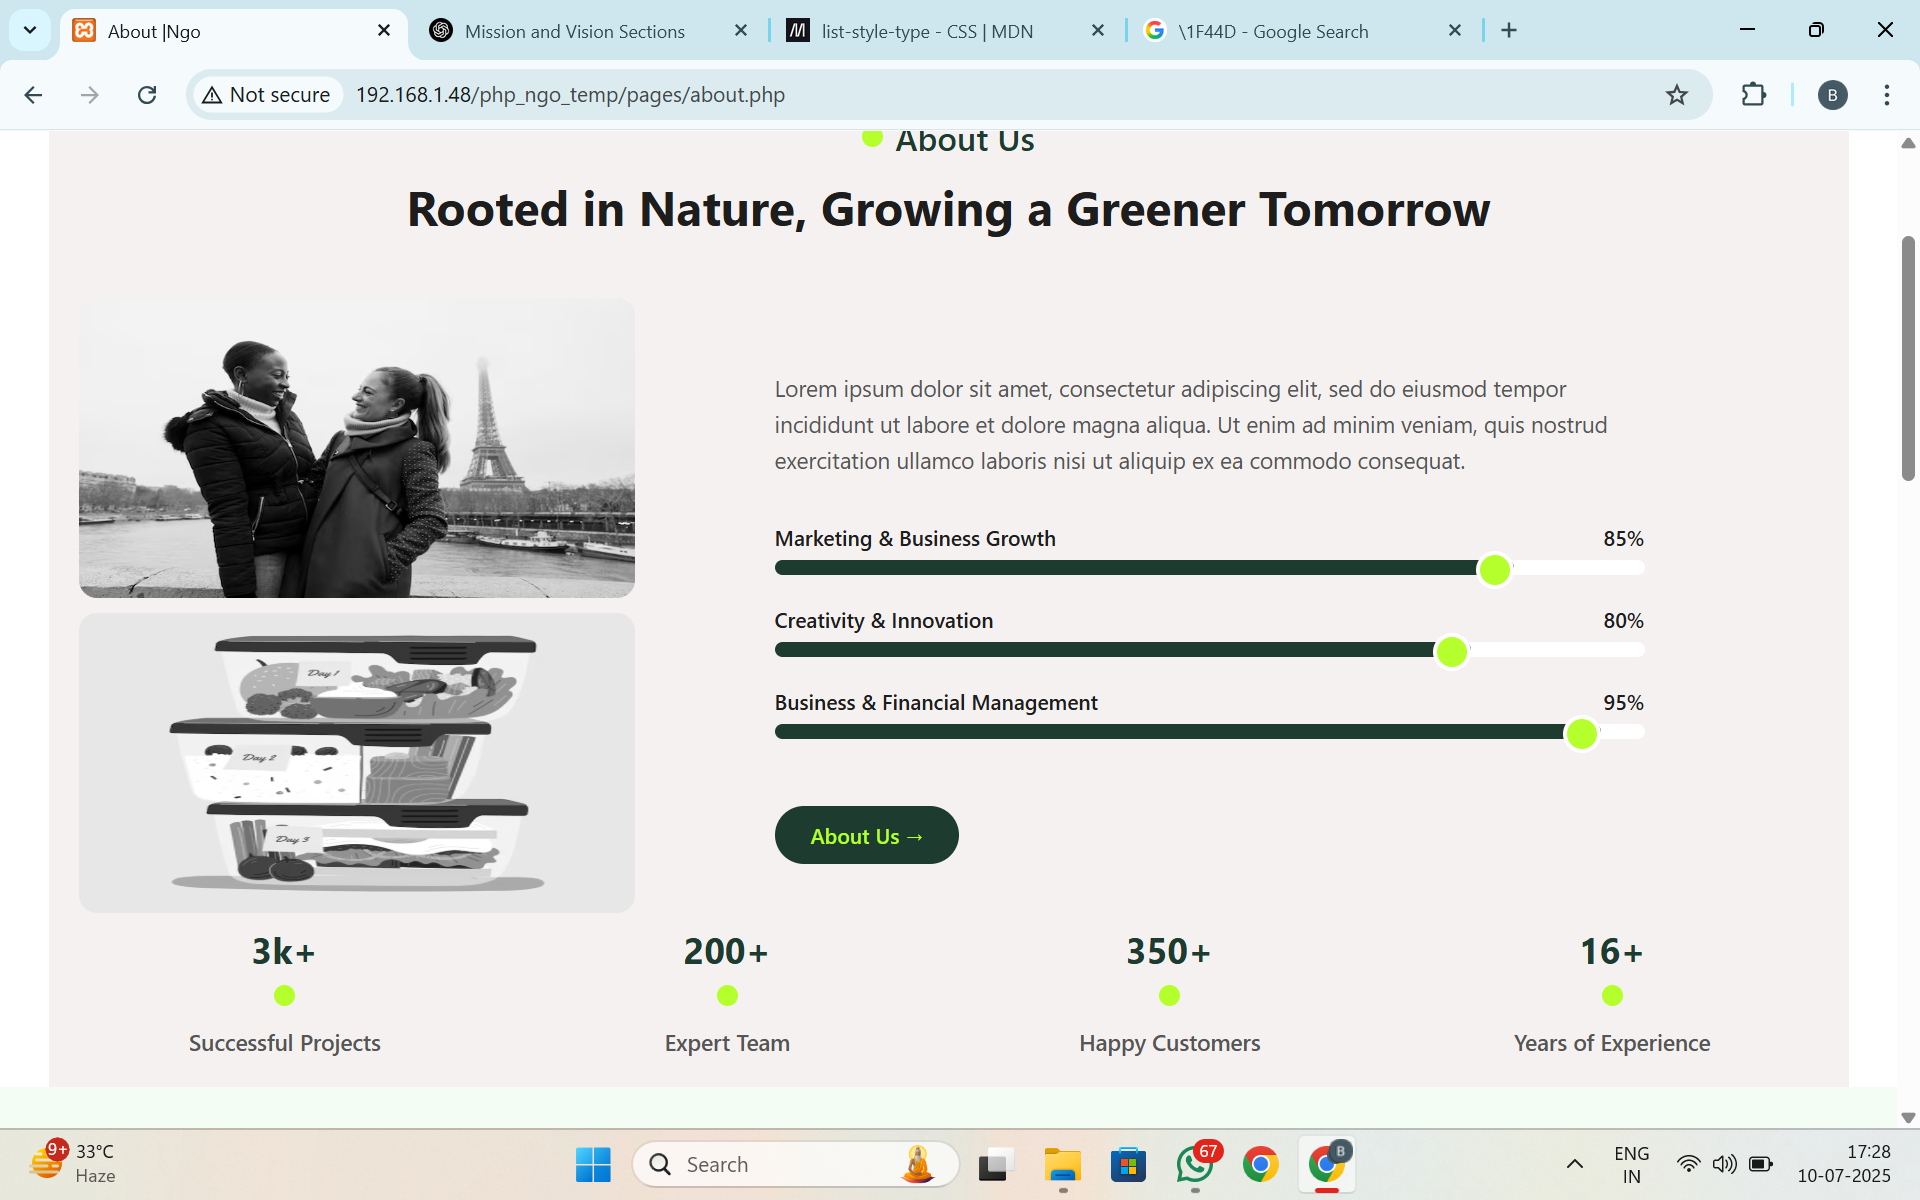 About |Ngo
Mission and Vision Sections
list-style-type - CSS | MDN
\1F44D - Google Search
Not secure
192.168.1.48/php_ngo_temp/pages/about.php
B
About Us
Rooted in Nature, Growing a Greener Tomorrow
Lorem ipsum dolor sit amet, consectetur adipiscing elit, sed do eiusmod tempor
incididunt ut labore et dolore magna aliqua. Ut enim ad minim veniam, quis nostrud
exercitation ullamco laboris nisi ut aliquip ex ea commodo consequat.
Marketing & Business Growth 85%
Creativity & Innovation 80%
Business & Financial Management 95%
Day 1
Day 2
Day 3
About Us →
3k+ 200+ 350+ 16+
Successful Projects Expert Team Happy Customers Years of Experience
9+
33°C
Haze
Search
67
B
ENG
IN
17:28
10-07-2025